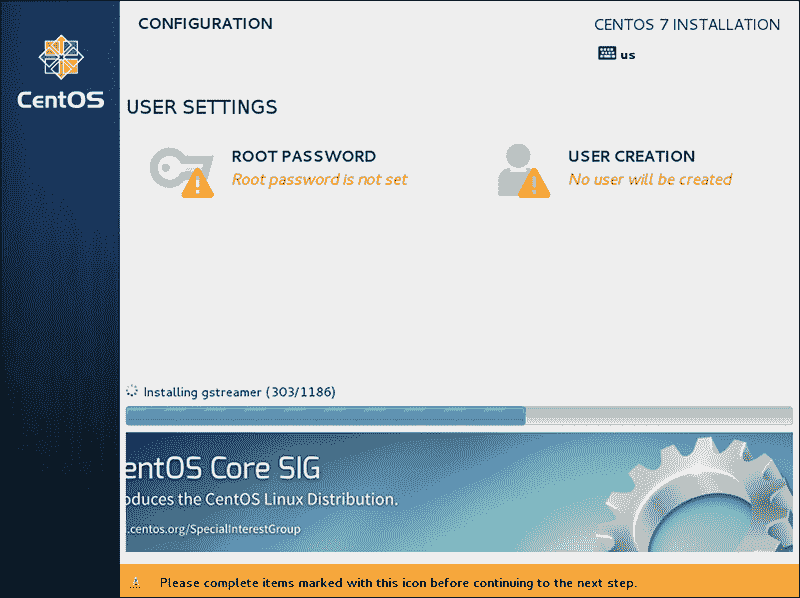 CentOS
CONFIGURATION
CENTOS 7 INSTALLATION
us
USER SETTINGS
ROOT PASSWORD
Root password is not set
USER CREATION
No user will be created
Installing gstreamer (303/1186)
entOS Core SIG
oduces the CentOS Linux Distribution.
.centos.org/SpecialInterestGroup
Please complete items marked with this icon before continuing to the next step.